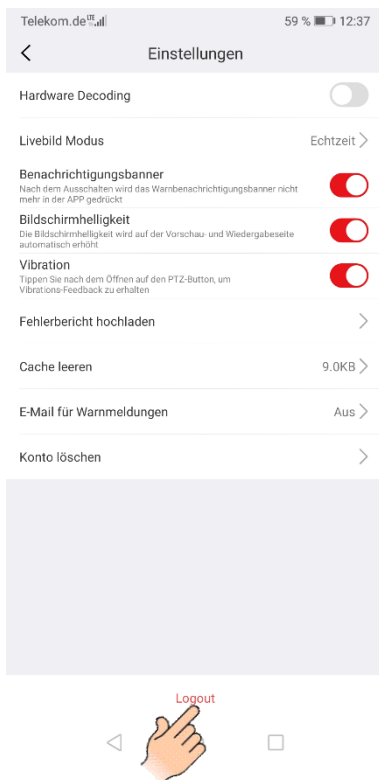 Telekom.de LTE 59 % 12:37
Einstellungen
Hardware Decoding
Livebild Modus Echtzeit
Benachrichtigungsbanner
Nach dem Ausschalten wird das Warnbenachrichtigungsbanner nicht
mehr in der APP gedrückt
Bildschirmhelligkeit
Die Bildschirmhelligkeit wird auf der Vorschau- und Wiedergabeseite
automatisch erhöht
Vibration
Tippen Sie nach dem Öffnen auf den PTZ-Button, um
Vibrations-Feedback zu erhalten
Fehlerbericht hochladen
Cache leeren 9.0KB
E-Mail für Warnmeldungen Aus
Konto löschen
Logout